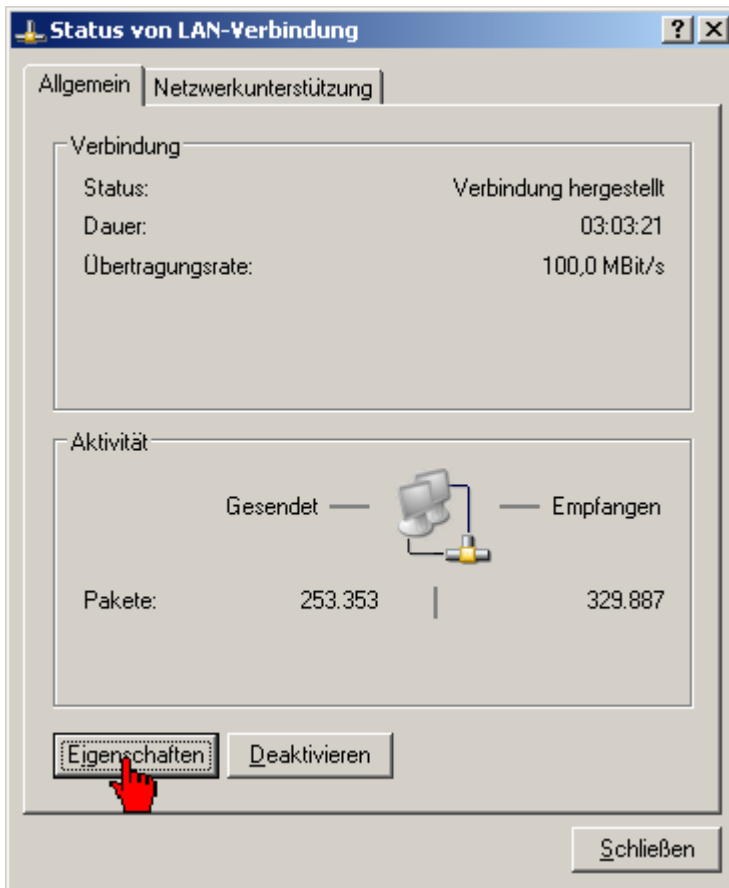 Status von LAN-Verbindung
Allgemein Netzwerkunterstützung
Verbindung
Status: Verbindung hergestellt
Dauer: 03:03:21
Übertragungsrate: 100,0 MBit/s
Aktivität
Gesendet Empfangen
Pakete: 253.353 329.887
Eigenschaften Deaktivieren
Schließen